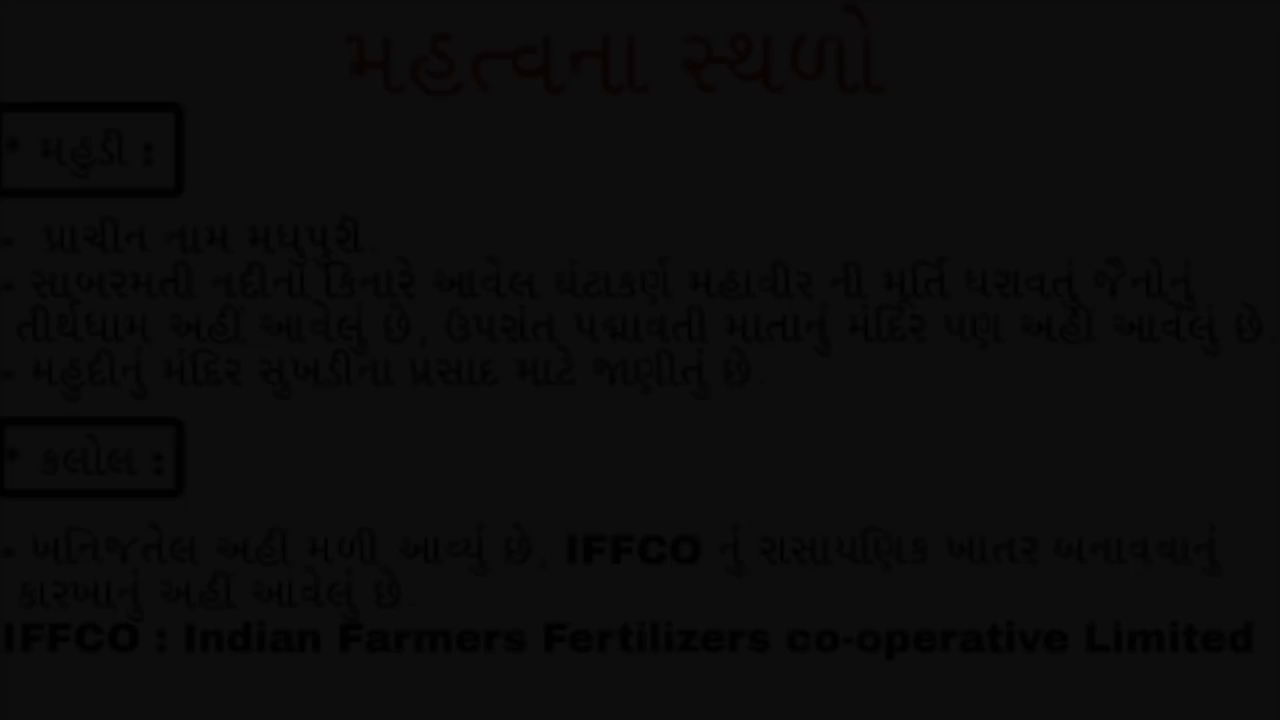 મહત્વના સ્થળો
* મહુડી :
- પ્રાચીન નામ મધુપુરી.
- સાબરમતી નદીનાં કિનારે આવેલ ઘંટાકર્ણ મહાવીર ની મૂર્તિ ધરાવતું જૈનોનું
તીર્થધામ અહીં આવેલું છે, ઉપરાંત પદ્માવતી માતાનું મંદિર પણ અહીં આવેલું છે.
- મહુદીનું મંદિર સુખડીના પ્રસાદ માટે જાણીતું છે.
* કલોલ :
- ખનિજતેલ અહીં મળી આવ્યું છે, IFFCO નું રાસાયણિક ખાતર બનાવવાનું
કારખાનું અહીં આવેલું છે.
IFFCO : Indian Farmers Fertilizers co-operative Limited